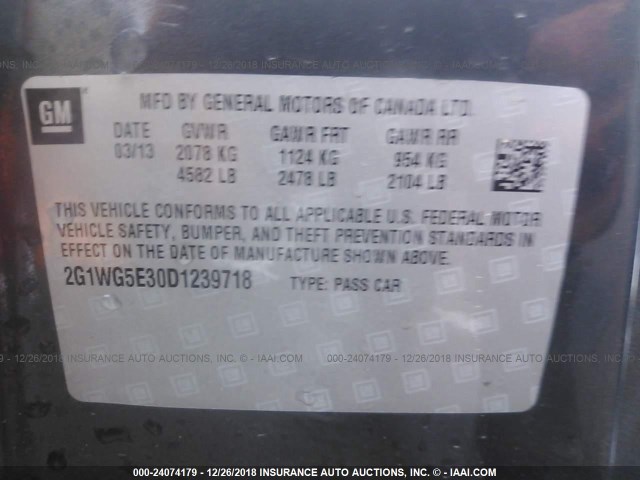 GM
MFD BY GENERAL MOTORS OF CANADA LTD.
DATE GVWR GAWR FRT GAWR RR
03/13 2078 KG 1124 KG 954 KG
4582 LB 2478 LB 2104 LB
THIS VEHICLE CONFORMS TO ALL APPLICABLE U.S. FEDERAL MOTOR
VEHICLE SAFETY, BUMPER, AND THEFT PREVENTION STANDARDS IN
EFFECT ON THE DATE OF MANUFACTURE SHOWN ABOVE.
2G1WG5E30D1239718 TYPE: PASS CAR
000-24074179 - 12/26/2018 INSURANCE AUTO AUCTIONS, INC. © - IAAI.COM